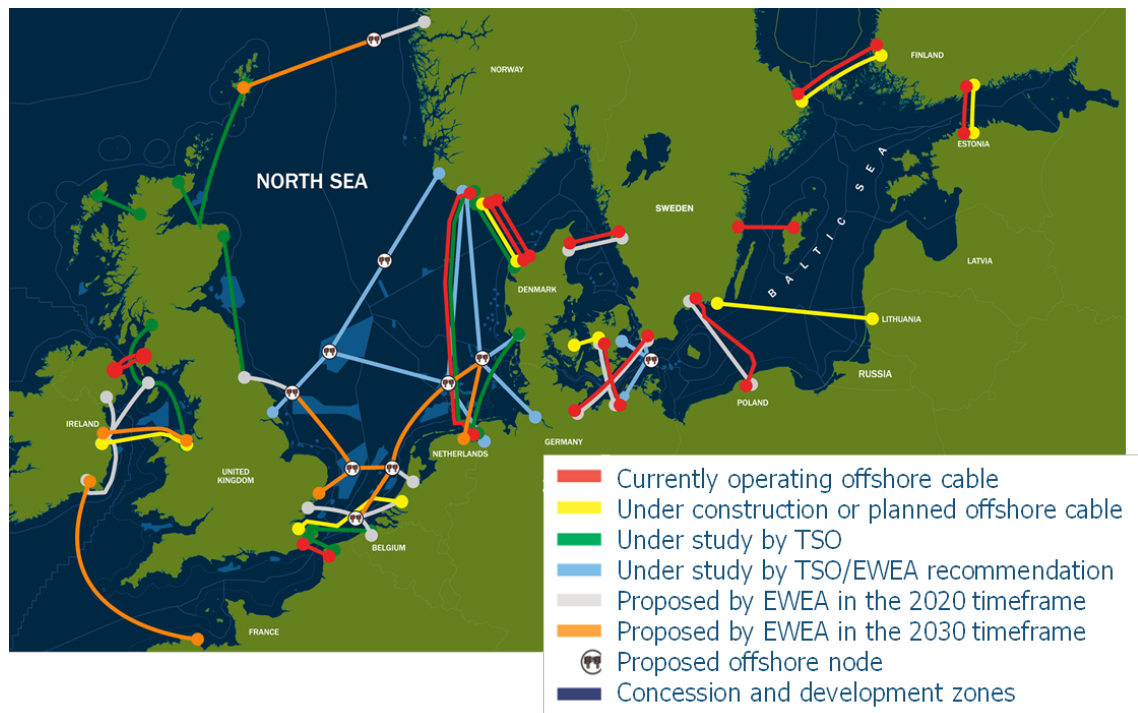 NORWAY
FINLAND
ESTONIA
NORTH SEA
SWEDEN
BALTIC SEA
LATVIA
DENMARK
LITHUANIA
RUSSIA
POLAND
IRELAND
GERMANY
NETHERLANDS
UNITED
KINGDOM
BELGIUM
FRANCE
Currently operating offshore cable
Under construction or planned offshore cable
Under study by TSO
Under study by TSO/EWEA recommendation
Proposed by EWEA in the 2020 timeframe
Proposed by EWEA in the 2030 timeframe
Proposed offshore node
Concession and development zones